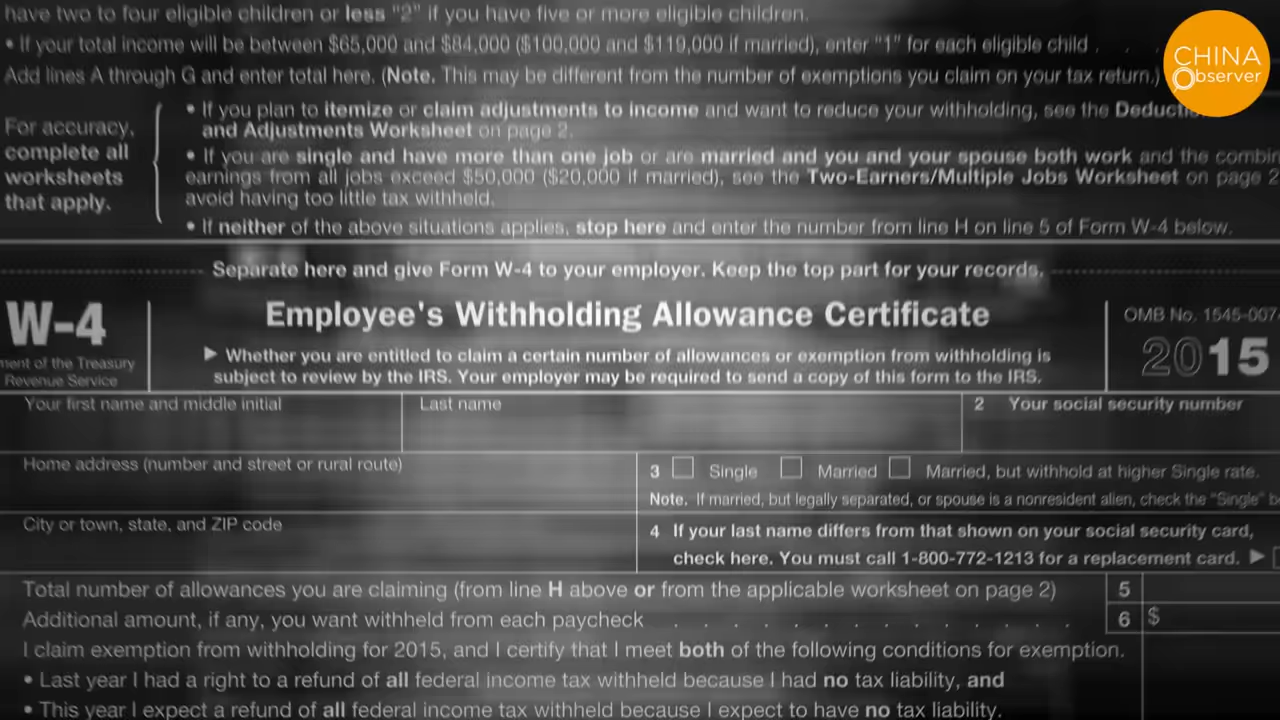 have two to four eligible children or less "2" if you have five or more eligible children.
• If your total income will be between $65,000 and $84,000 ($100,000 and $119,000 if married), enter "1" for each eligible child . .
Add lines A through G and enter total here. (Note. This may be different from the number of exemptions you claim on your tax return.)
CHINA
Observer
For accuracy,
complete all
worksheets
that apply.
• If you plan to itemize or claim adjustments to income and want to reduce your withholding, see the
and Adjustments Worksheet on page 2.
• If you are single and have more than one job or are married and you and your spouse both work and the
earnings from all jobs exceed $50,000 ($20,000 if married), see the Two-Earners/Multiple Jobs Worksheet on page 2
avoid having too little tax withheld.
• If neither of the above situations applies, stop here and enter the number from line H on line 5 of Form W-4 below.
Separate here and give Form W-4 to your employer. Keep the top part for your records.
W-4
of the Treasury
Revenue Service
Employee's Withholding Allowance Certificate
▶ Whether you are entitled to claim a certain number of allowances or exemption from withholding is
subject to review by the IRS. Your employer may be required to send a copy of this form to the IRS.
OMB No. 1545-007
2015
Your first name and middle initial
Last name
2 Your social security number
Home address (number and street or rural route)
3 Single Married Married, but withhold at higher Single rate.
Note. If married, but legally separated, or spouse is a nonresident alien, check the "Single"
City or town, state, and ZIP code
4 If your last name differs from that shown on your social security card,
check here. You must call 1-800-772-1213 for a replacement card. ▶
Total number of allowances you are claiming (from line H above or from the applicable worksheet on page 2) 5
Additional amount, if any, you want withheld from each paycheck . . . . . . . . . . . . . . 6 $
I claim exemption from withholding for 2015, and I certify that I meet both of the following conditions for exemption.
• Last year I had a right to a refund of all federal income tax withheld because I had no tax liability, and
• This year I expect a refund of all federal income tax withheld because I expect to have no tax liability.